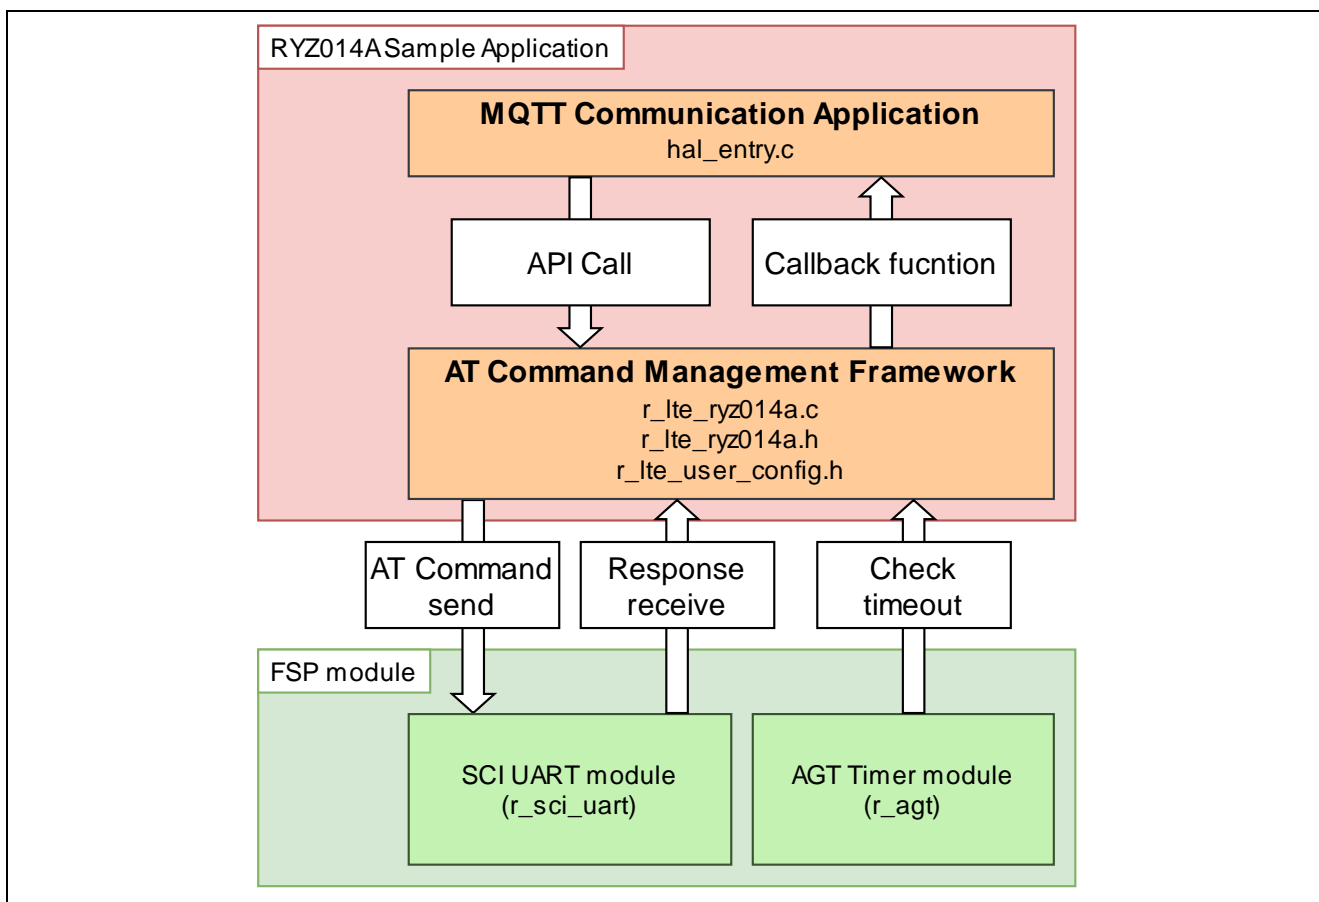 RYZ014A Sample Application
MQTT Communication Application
hal_entry.c
API Call
Callback fucntion
AT Command Management Framework
r_lte_ryz014a.c
r_lte_ryz014a.h
r_lte_user_config.h
AT Command
send
Response
receive
Check
timeout
FSP module
SCI UART module
(r_sci_uart)
AGT Timer module
(r_agt)